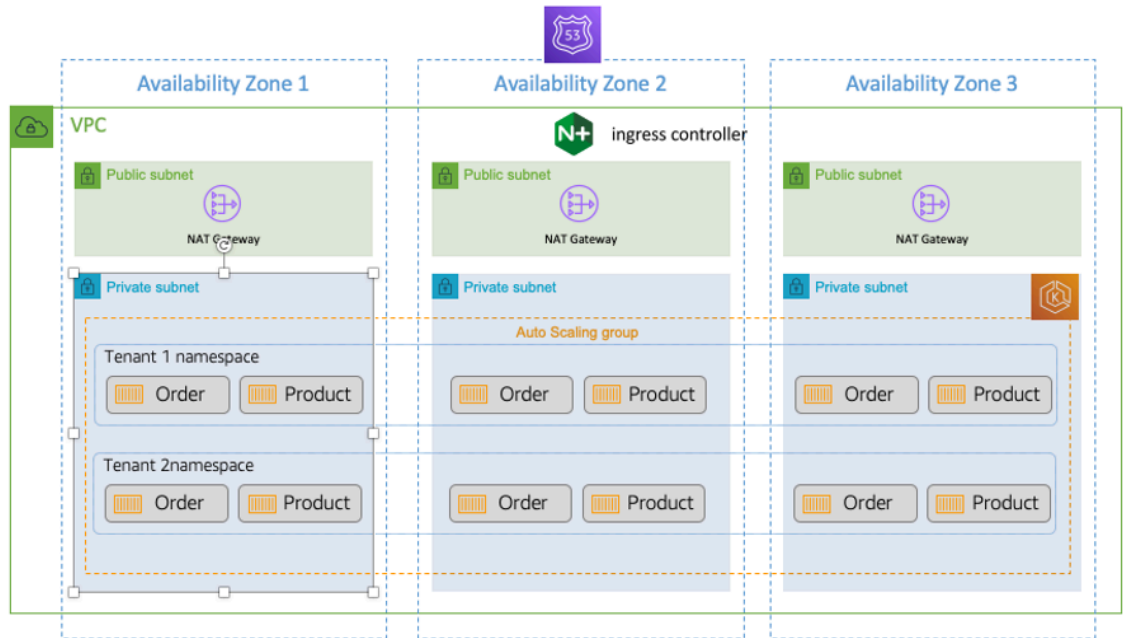 53
Availability Zone 1
Availability Zone 2
Availability Zone 3
VPC
N+
ingress controller
Public subnet
Public subnet
Public subnet
NAT Gateway
NAT Gateway
NAT Gateway
Private subnet
Private subnet
Private subnet
K
Auto Scaling group
Tenant 1 namespace
Order
Product
Order
Product
Order
Product
Tenant 2namespace
Order
Product
Order
Product
Order
Product